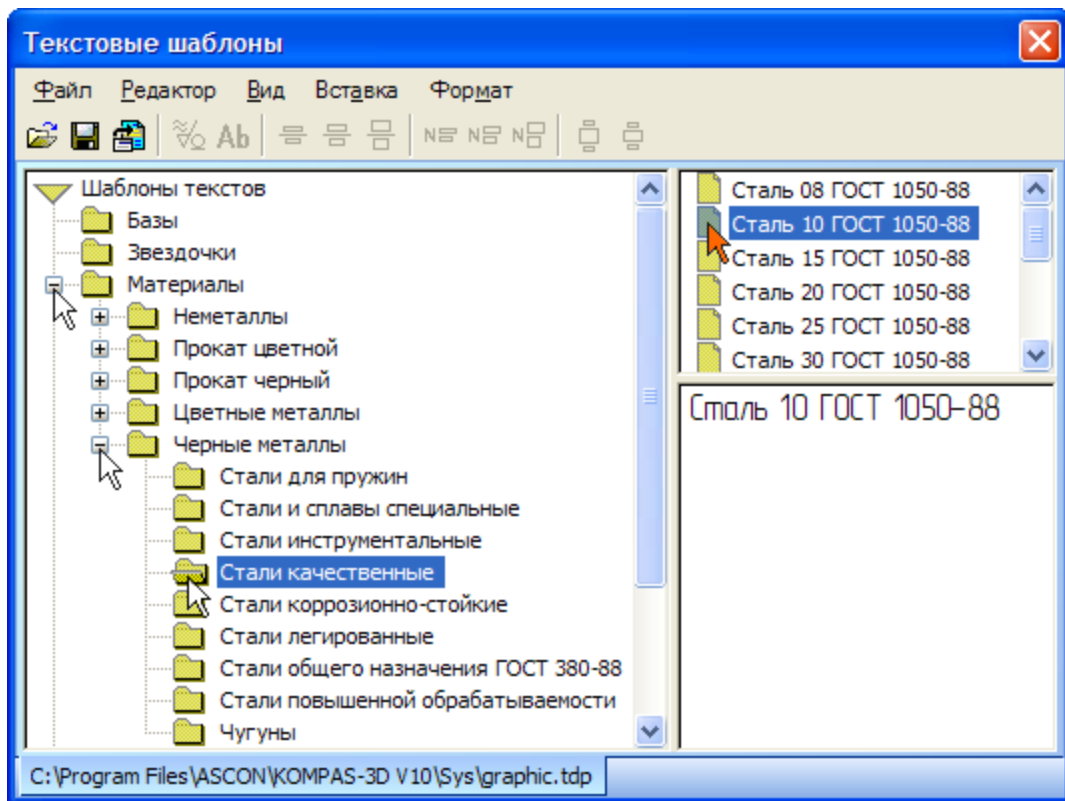 Текстовые шаблоны
Файл Редактор Вид Вставка Формат
Ab N N N
Шаблоны текстов
Базы
Звездочки
Материалы
Неметаллы
Прокат цветной
Прокат черный
Цветные металлы
Черные металлы
Стали для пружин
Стали и сплавы специальные
Стали инструментальные
Стали качественные
Стали коррозионно-стойкие
Стали легированные
Стали общего назначения ГОСТ 380-88
Стали повышенной обрабатываемости
Чугуны
Сталь 08 ГОСТ 1050-88
Сталь 10 ГОСТ 1050-88
Сталь 15 ГОСТ 1050-88
Сталь 20 ГОСТ 1050-88
Сталь 25 ГОСТ 1050-88
Сталь 30 ГОСТ 1050-88
Сталь 10 ГОСТ 1050-88
C:\Program Files\ASCON\KOMPAS-3D V10\Sys\graphic.tdp